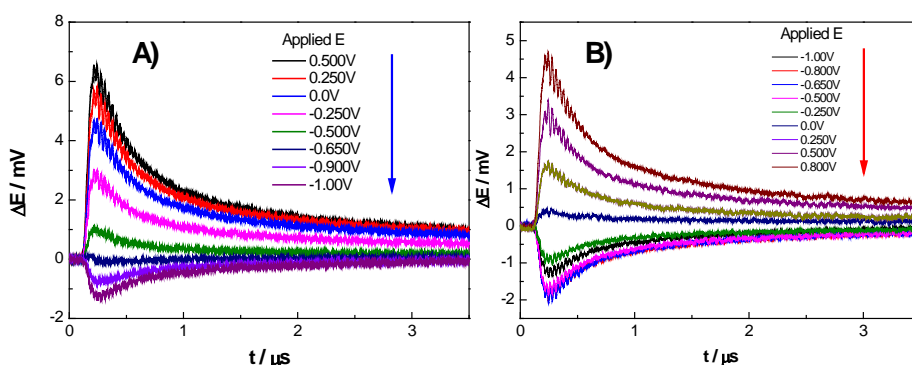 A)
Applied E
0.500V
0.250V
0.0V
-0.250V
-0.500V
-0.650V
-0.900V
-1.00V
8
6
4
2
0
-2
ΔE / mV
0
1
2
3
t / μs
B)
Applied E
-1.00V
-0.800V
-0.650V
-0.500V
-0.250V
0.0V
0.250V
0.500V
0.800V
5
4
3
2
1
0
-1
-2
ΔE / mV
0
1
2
3
t / μs